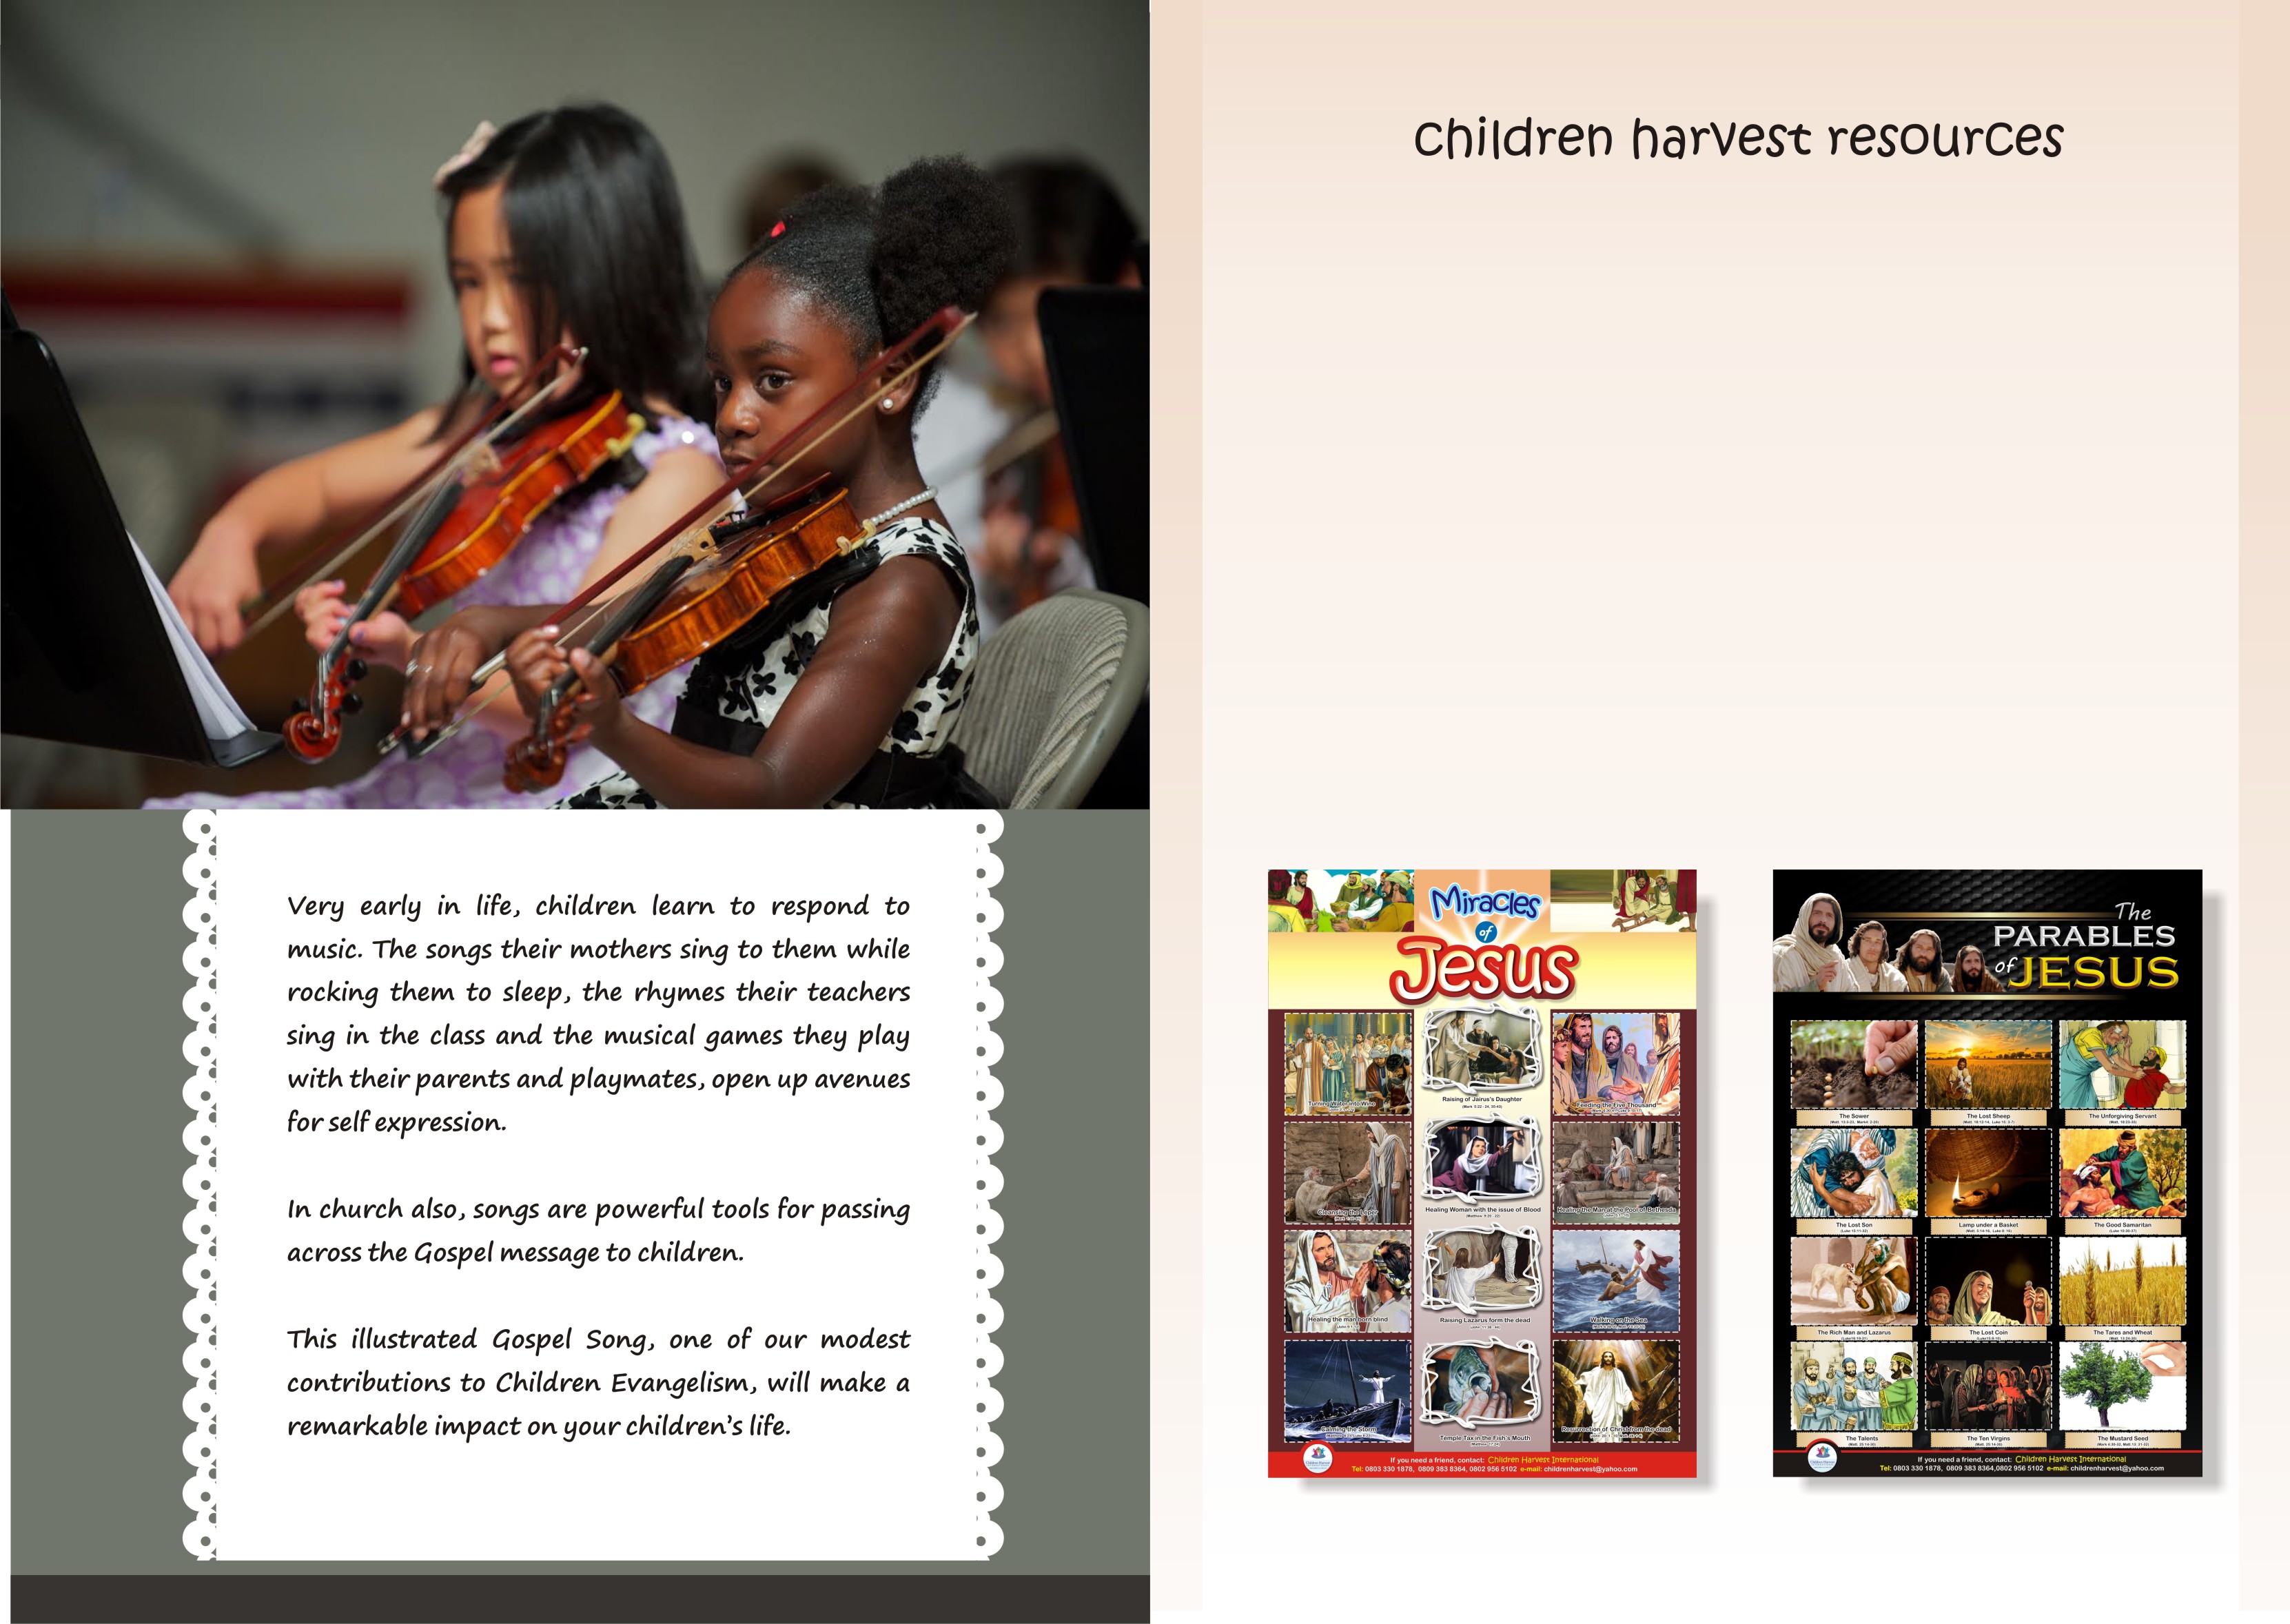 children harvest resources
Very early in life, children learn to respond to
music. The songs their mothers sing to them while
rocking them to sleep, the rhymes their teachers
sing in the class and the musical games they play
with their parents and playmates, open up avenues
for self expression.
In church also, songs are powerful tools for passing
across the Gospel message to children.
This illustrated Gospel Song, one of our modest
contributions to Children Evangelism, will make a
remarkable impact on your children's life.
Miracles
of
Jesus
Turning Water into Wine
Raising of Jairus's Daughter
Feeding the Five Thousand
Cleansing the Leper
Healing Woman with the issue of Blood
Healing the Man at the Pool of Bethesda
Healing the man born blind
Raising Lazarus form the dead
Walking on the Sea
Calming the Storm
Temple Tax in the Fish's Mouth
Resurrection of Christ from the dead
If you need a friend, contact: Children Harvest International
Tel: 0803 330 1878, 0809 383 8364, 0802 956 5102 e-mail: childrenharvest@yahoo.com
The
PARABLES
of JESUS
The Sower
The Lost Sheep
The Unforgiving Servant
The Lost Son
Lamp under a Basket
The Good Samaritan
The Rich Man and Lazarus
The Lost Coin
The Tares and Wheat
The Talents
The Ten Virgins
The Mustard Seed
If you need a friend, contact: Children Harvest International
Tel: 0803 330 1878, 0809 383 8364,0802 956 5102 e-mail: childrenharvest@yahoo.com